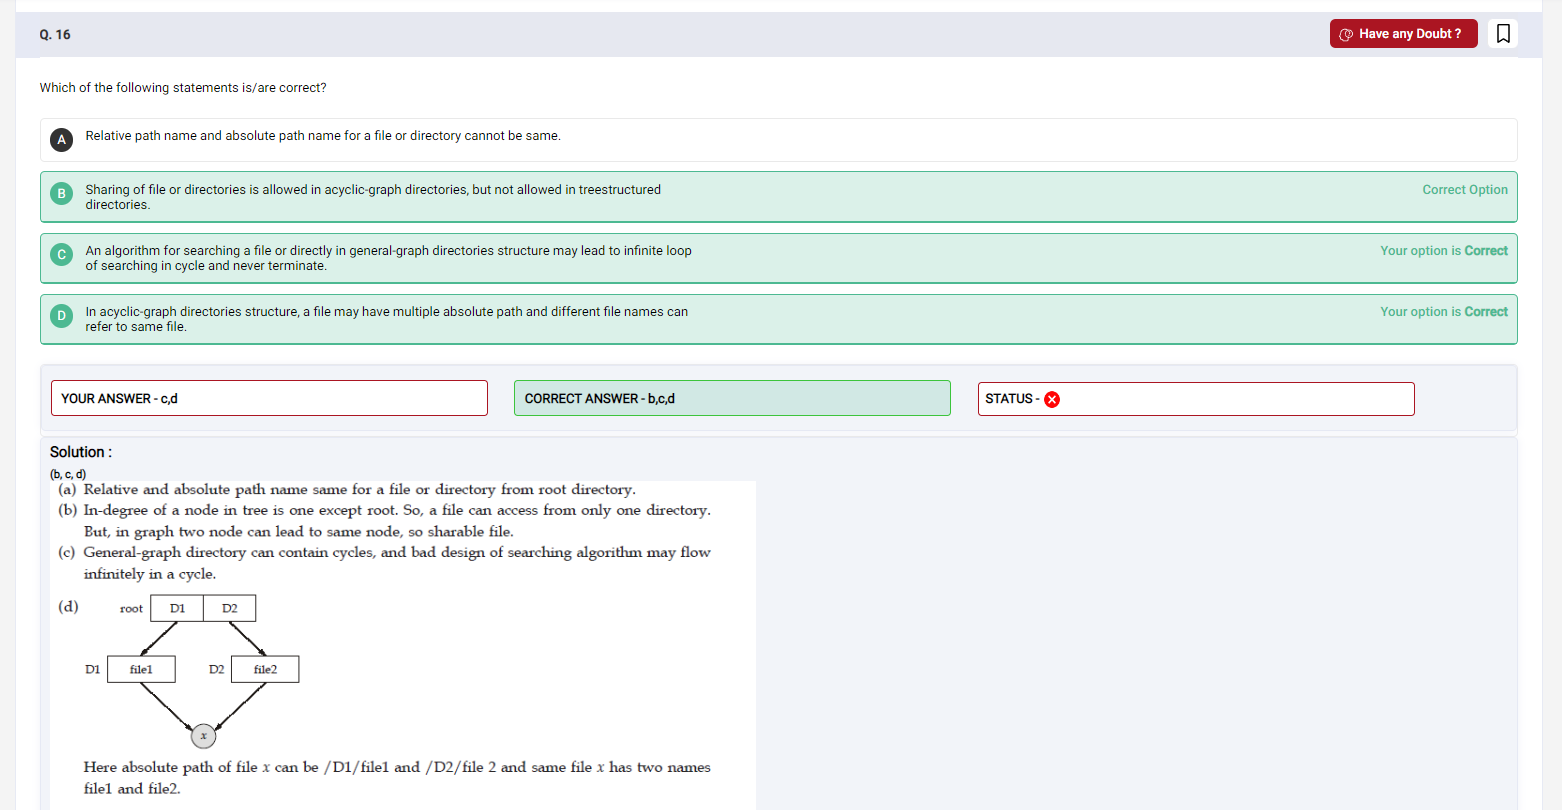 Q. 16
Have any Doubt ?
Which of the following statements is/are correct?
A
Relative path name and absolute path name for a file or directory cannot be same.
B
Sharing of file or directories is allowed in acyclic-graph directories, but not allowed in treestructured
directories.
Correct Option
C
An algorithm for searching a file or directly in general-graph directories structure may lead to infinite loop
of searching in cycle and never terminate.
Your option is Correct
D
In acyclic-graph directories structure, a file may have multiple absolute path and different file names can
refer to same file.
Your option is Correct
YOUR ANSWER - c,d
CORRECT ANSWER - b,c,d
STATUS -
Solution :
(b, c, d)
(a) Relative and absolute path name same for a file or directory from root directory.
(b) In-degree of a node in tree is one except root. So, a file can access from only one directory.
But, in graph two node can lead to same node, so sharable file.
(c) General-graph directory can contain cycles, and bad design of searching algorithm may flow
infinitely in a cycle.
(d)
root D1 D2
D1 file1 D2 file2
x
Here absolute path of file x can be /D1/file1 and /D2/file 2 and same file x has two names
file1 and file2.